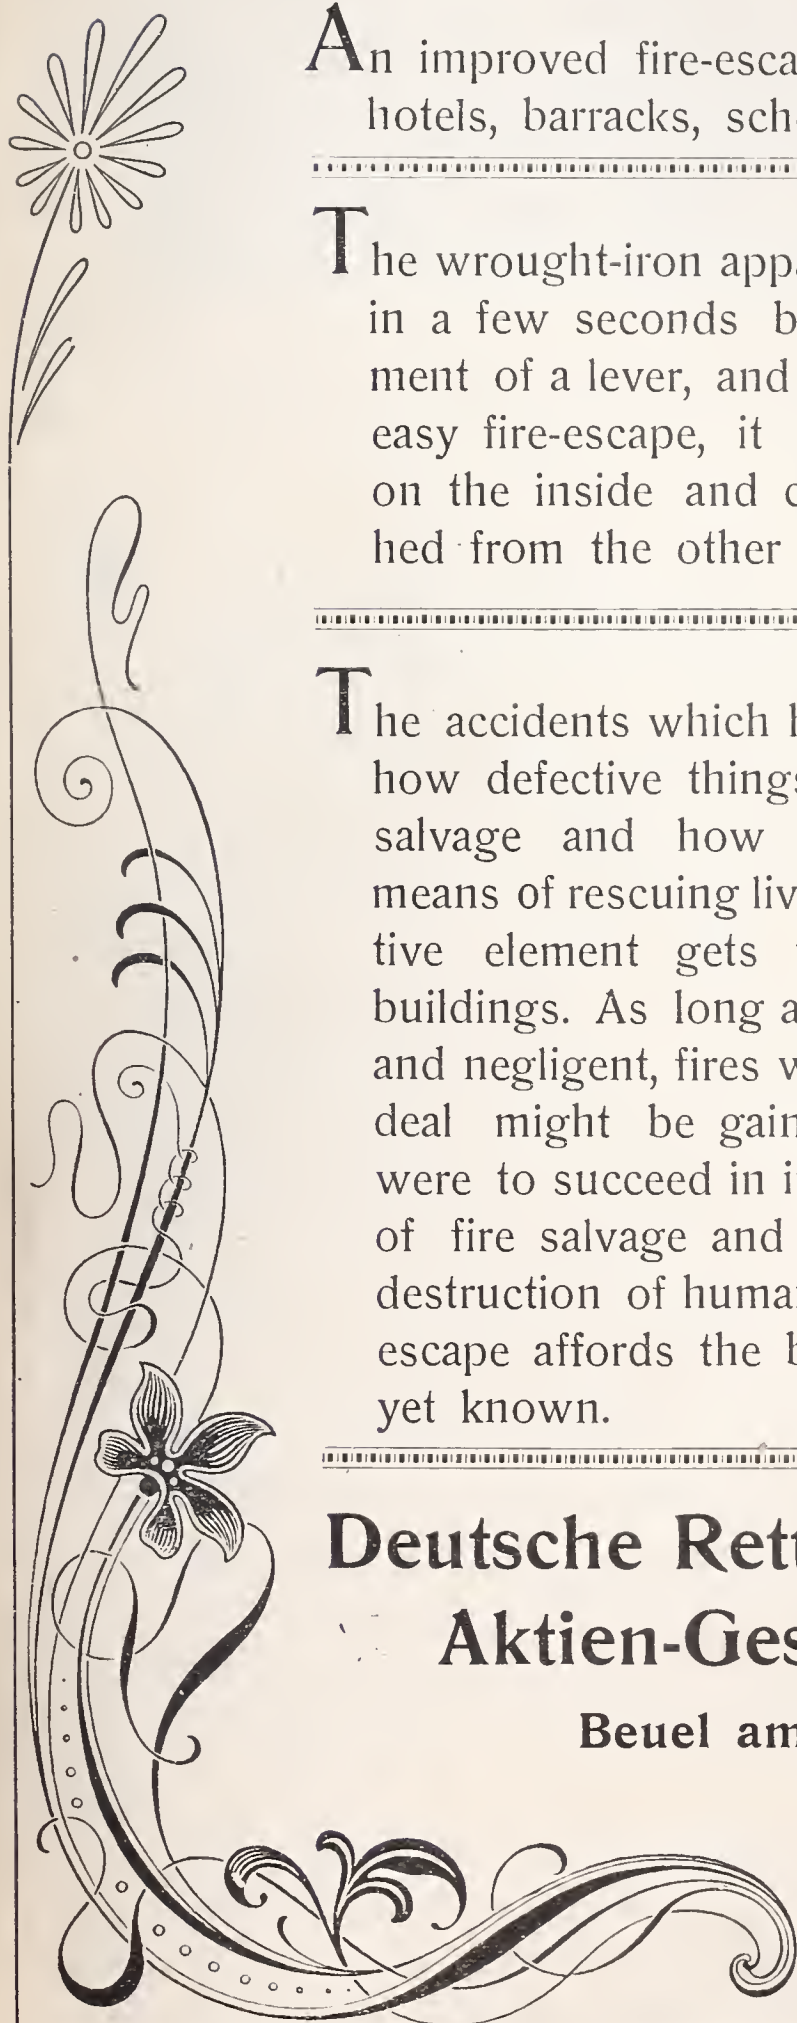 An improved fire-esca
hotels, barracks, sch
The wrought-iron app
in a few seconds b
ment of a lever, and
easy fire-escape, it
on the inside and
hed from the other
The accidents which
how defective things
salvage and how
means of rescuing liv
tive element gets
buildings. As long a
and negligent, fires
deal might be gain
were to succeed in i
of fire salvage and
destruction of huma
escape affords the b
yet known.
Deutsche Rett
Aktien-Ges
Beuel am